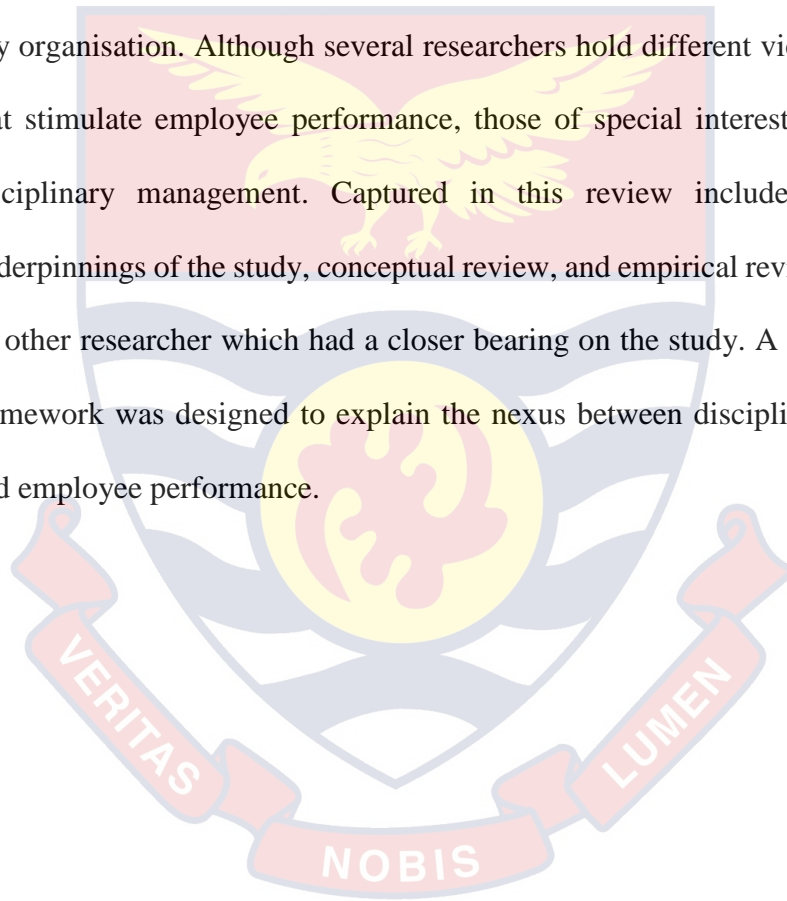 y organisation. Although several researchers hold different vie
at stimulate employee performance, those of special interest
ciplinary management. Captured in this review include
derpinnings of the study, conceptual review, and empirical revi
other researcher which had a closer bearing on the study. A
mework was designed to explain the nexus between discipli
d employee performance.
VERITAS
NOBIS
LUMEN